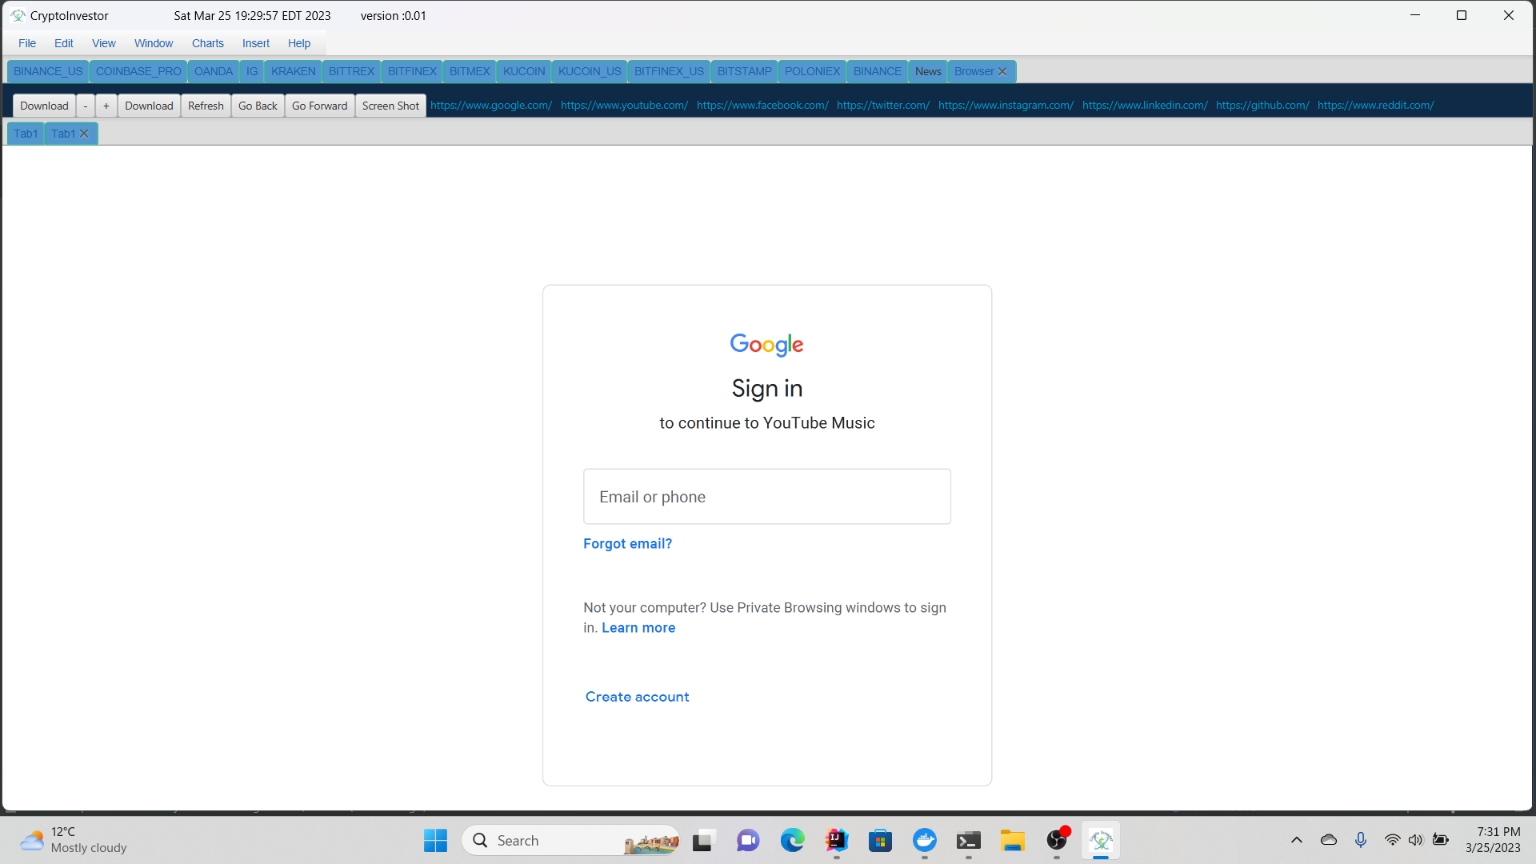 CryptoInvestor Sat Mar 25 19:29:57 EDT 2023 version :0.01
File Edit View Window Charts Insert Help
BINANCE_US COINBASE_PRO OANDA IG KRAKEN BITTREX BITFINEX BITMEX KUCOIN KUCOIN_US BITFINEX_US BITSTAMP POLONIEX BINANCE News Browser
Download - + Download Refresh Go Back Go Forward Screen Shot https://www.google.com/ https://www.youtube.com/ https://www.facebook.com/ https://twitter.com/ https://www.instagram.com/ https://www.linkedin.com/ https://github.com/ https://www.reddit.com/
Tab1 Tab1
Google
Sign in
to continue to YouTube Music
Email or phone
Forgot email?
Not your computer? Use Private Browsing windows to sign
in. Learn more
Create account
12°C
Mostly cloudy
Search
7:31 PM
3/25/2023